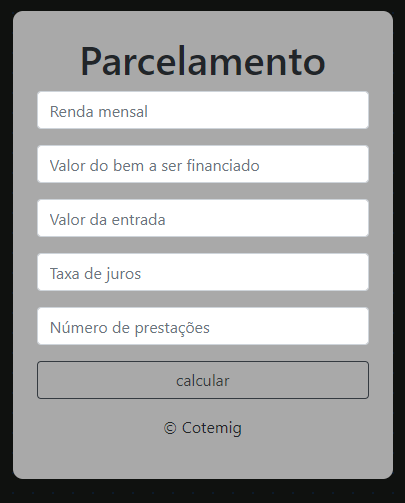 Parcelamento
Renda mensal
Valor do bem a ser financiado
Valor da entrada
Taxa de juros
Número de prestações
calcular
© Cotemig